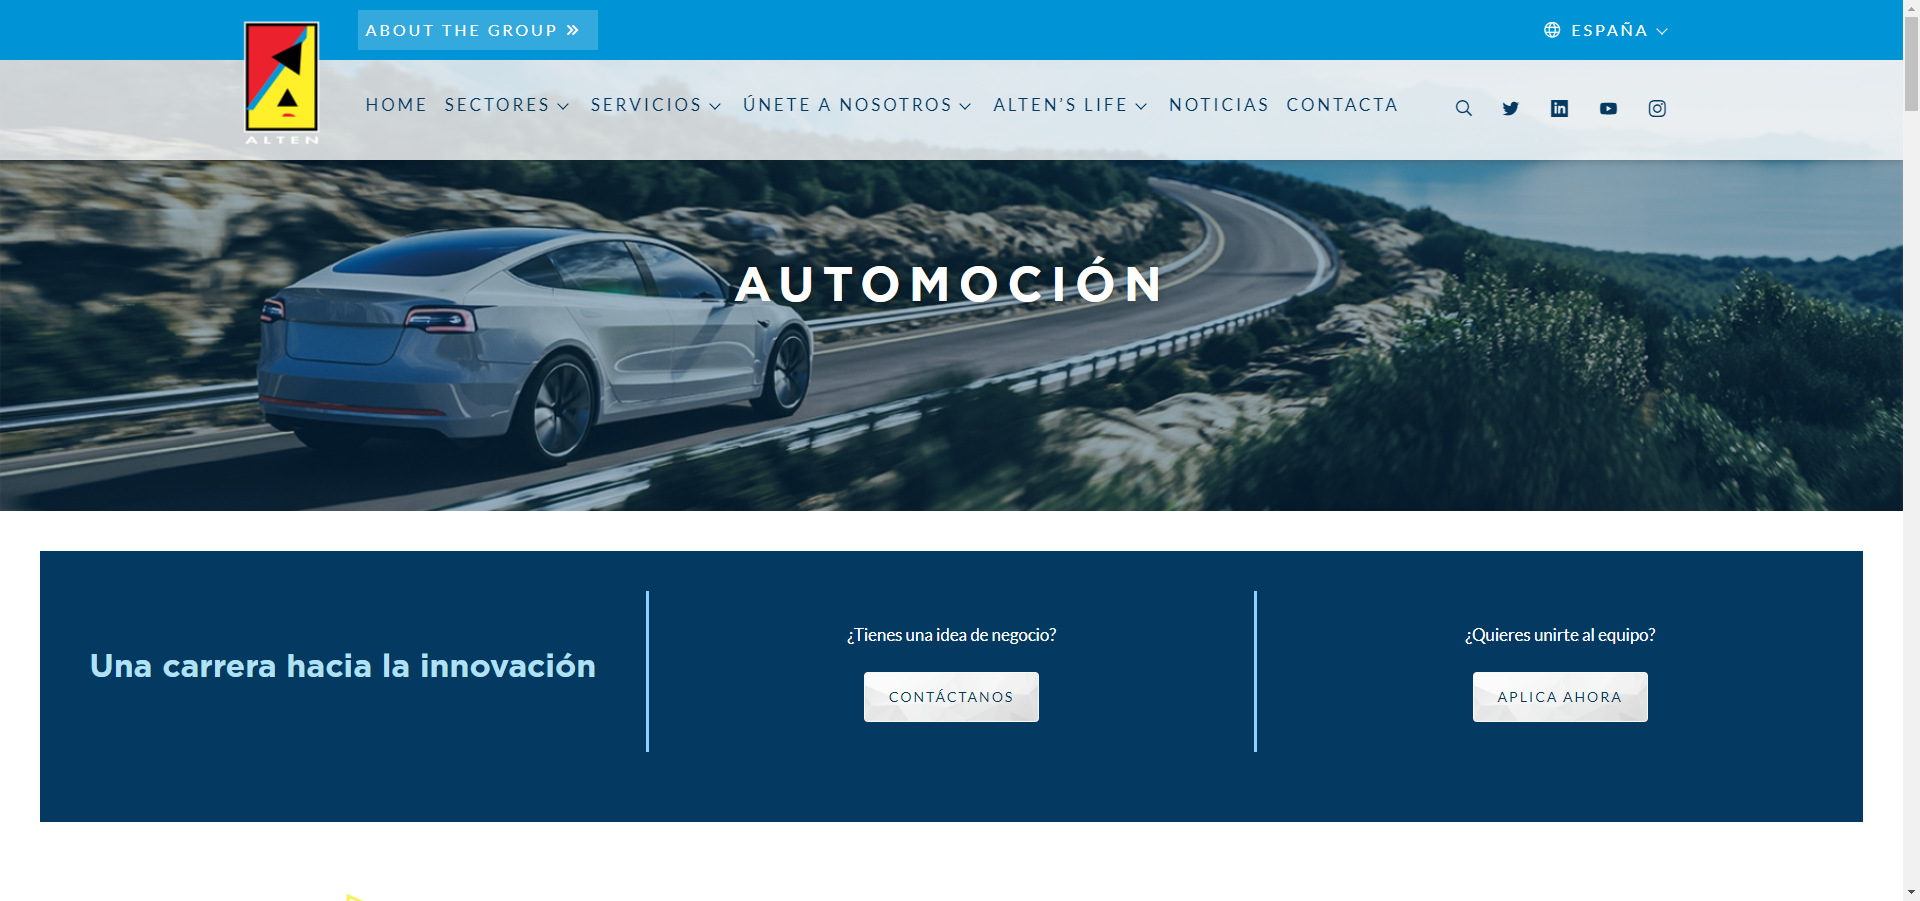 ABOUT THE GROUP »
ESPAÑA
ALTEN
HOME SECTORES SERVICIOS ÚNETE A NOSOTROS ALTEN'S LIFE NOTICIAS CONTACTA
AUTOMOCIÓN
Una carrera hacia la innovación
¿Tienes una idea de negocio?
CONTÁCTANOS
¿Quieres unirte al equipo?
APLICA AHORA